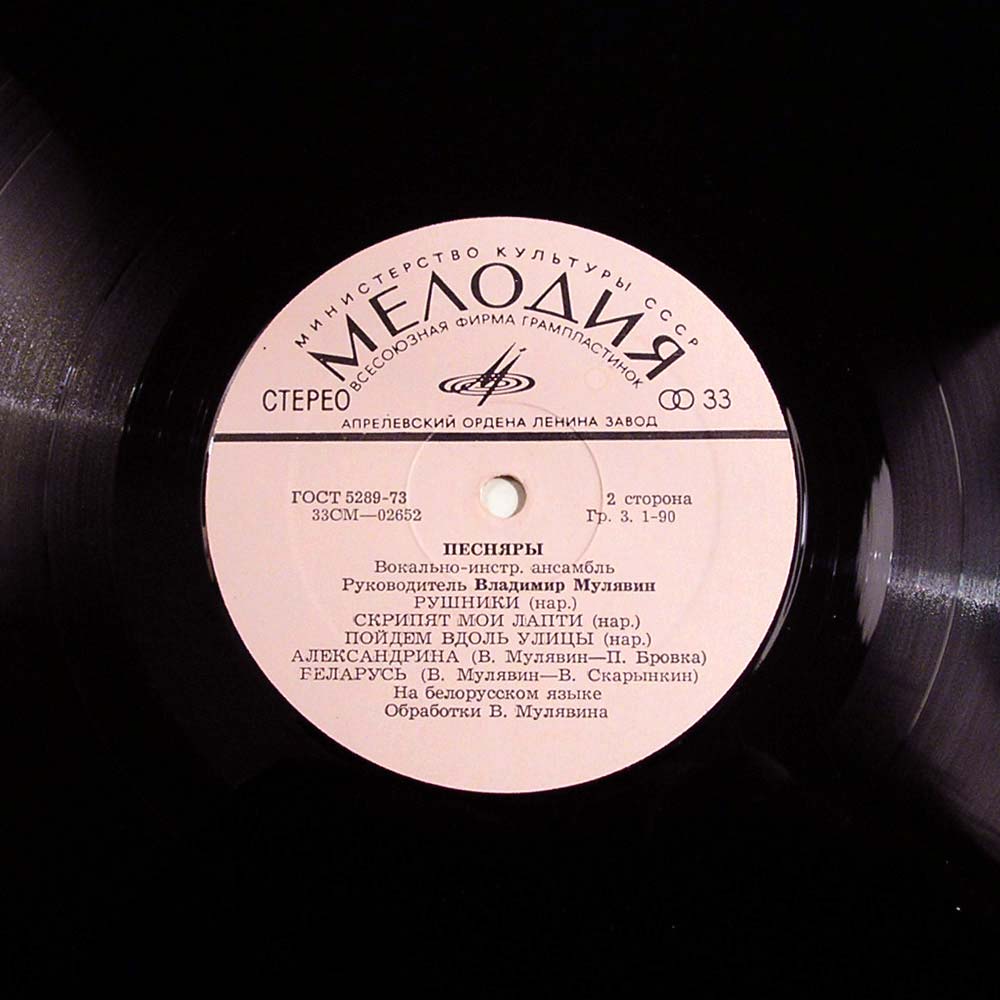 МИНИСТЕРСТВО КУЛЬТУРЫ СССР
МЕЛОДИЯ
ВСЕСОЮЗНАЯ ФИРМА ГРАМПЛАСТИНОК
СТЕРЕО 33
АПРЕЛЕВСКИЙ ОРДЕНА ЛЕНИНА ЗАВОД
ГОСТ 5289-73 2 сторона
33СМ—02652 Гр. 3. 1-90
ПЕСНЯРЫ
Вокально-инстр. ансамбль
Руководитель Владимир Мулявин
РУШНИКИ (нар.)
СКРИПЯТ МОИ ЛАПТИ (нар.)
ПОЙДЕМ ВДОЛЬ УЛИЦЫ (нар.)
АЛЕКСАНДРИНА (В. Мулявин—П. Бровка)
БЕЛАРУСЬ (В. Мулявин—В. Скарынкин)
На белорусском языке
Обработки В. Мулявина